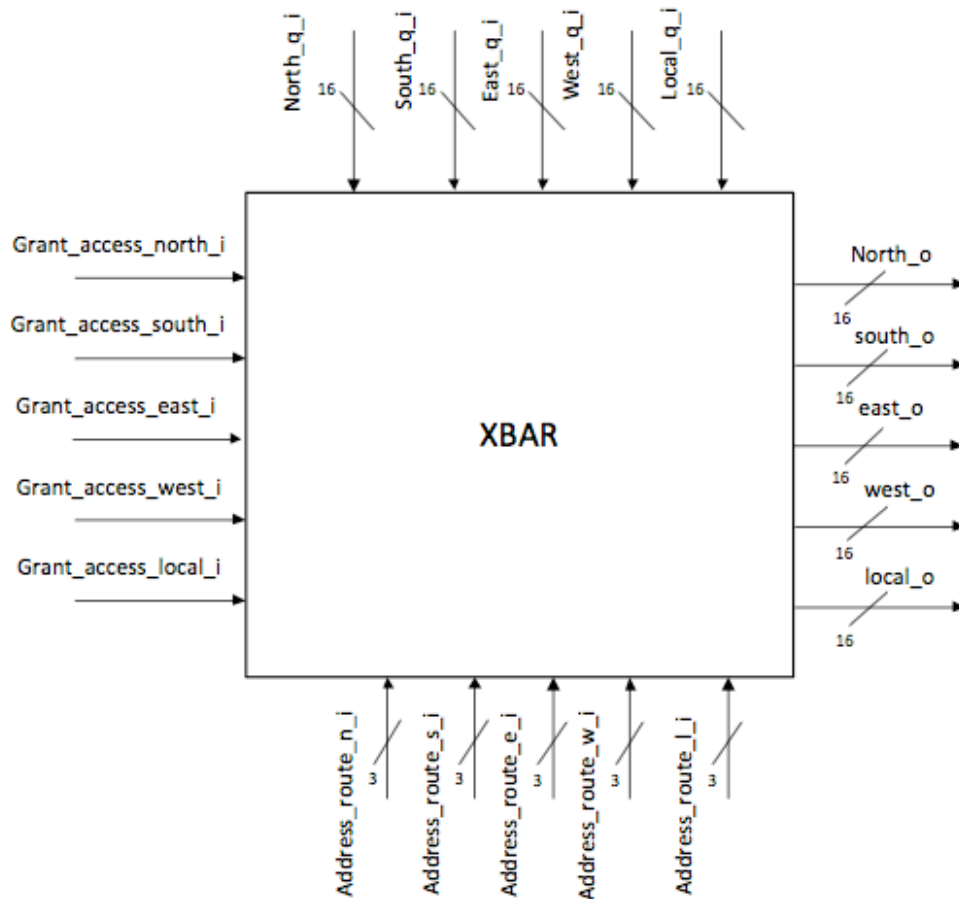 North_q_i
South_q_i
East_q_i
West_q_i
Local_q_i
16
16
16
16
16
Grant_access_north_i
Grant_access_south_i
Grant_access_east_i
Grant_access_west_i
Grant_access_local_i
XBAR
North_o
16
south_o
16
east_o
16
west_o
16
local_o
16
Address_route_n_i
Address_route_s_i
Address_route_e_i
Address_route_w_i
Address_route_l_i
3
3
3
3
3